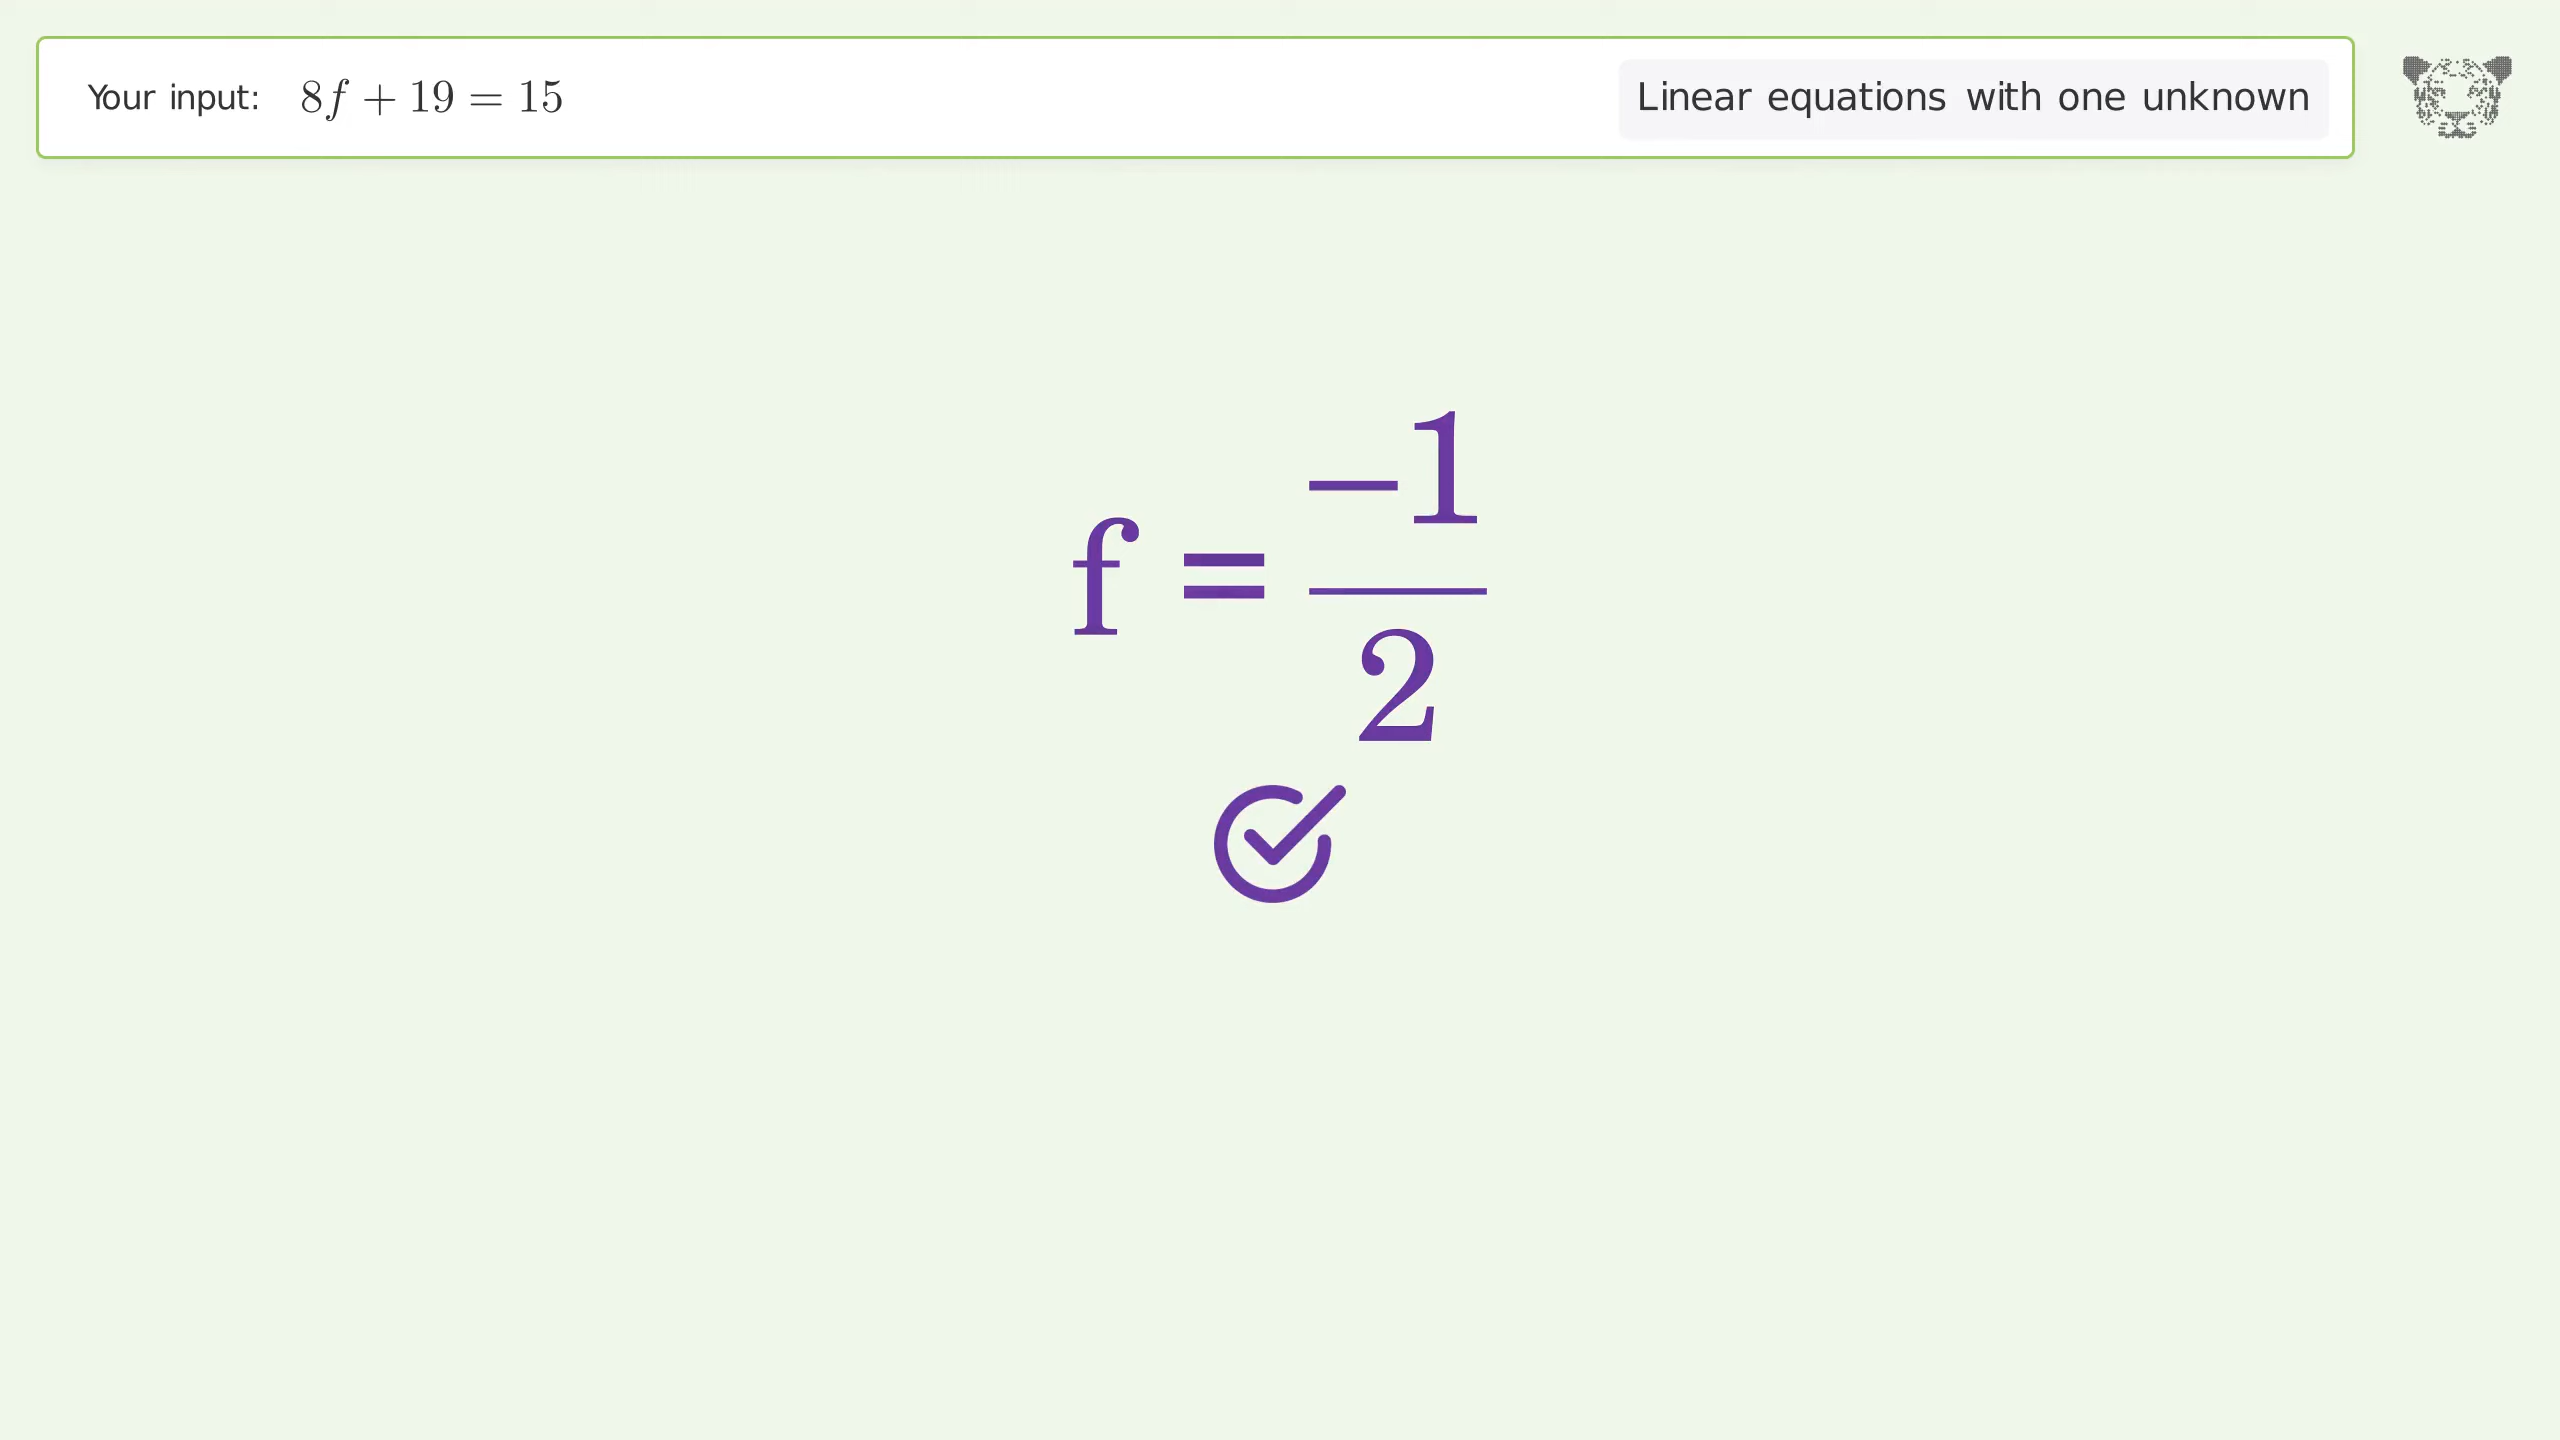 Your input: 8f + 19 = 15
Linear equations with one unknown
f = −1/2